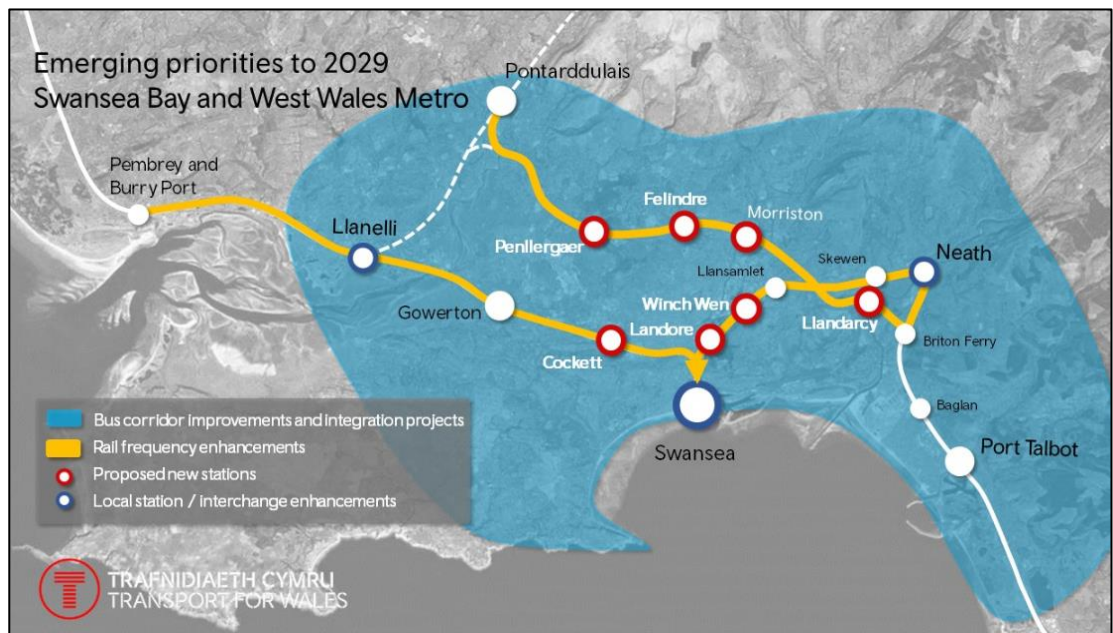 Emerging priorities to 2029
Swansea Bay and West Wales Metro
Pontarddulais
Pembrey and
Burry Port
Llanelli
Felindre
Morriston
Penllergaer
Skewen
Neath
Llansamlet
Gowerton
Winch Wen
Llandarcy
Landore
Briton Ferry
Cockett
Baglan
Swansea
Port Talbot
Bus corridor improvements and integration projects
Rail frequency enhancements
Proposed new stations
Local station / interchange enhancements
TRAFNIDIAETH CYMRU
TRANSPORT FOR WALES